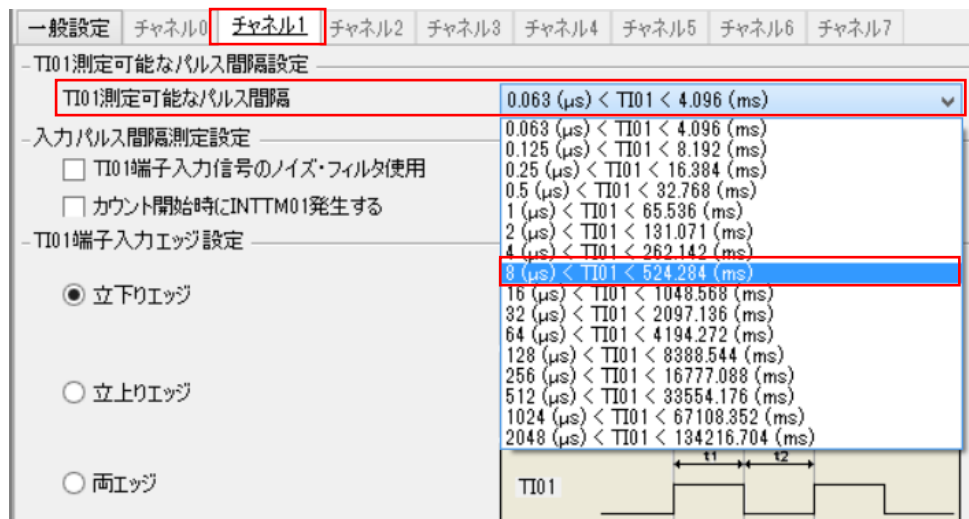 一般設定 チャネル0 チャネル1 チャネル2 チャネル3 チャネル4 チャネル5 チャネル6 チャネル7
TI01測定可能なパルス間隔設定
TI01測定可能なパルス間隔 0.063 (μs) < TI01 < 4.096 (ms)
0.063 (μs) < TI01 < 4.096 (ms)
入力パルス間隔測定設定 0.125 (μs) < TI01 < 8.192 (ms)
TI01端子入力信号のノイズ・フィルタ使用 0.25 (μs) < TI01 < 16.384 (ms)
0.5 (μs) < TI01 < 32.768 (ms)
カウント開始時にINTTM01発生する 1 (μs) < TI01 < 65.536 (ms)
2 (μs) < TI01 < 131.071 (ms)
TI01端子入力エッジ設定 4 (μs) < TI01 < 262.142 (ms)
8 (μs) < TI01 < 524.284 (ms)
立下りエッジ 16 (μs) < TI01 < 1048.568 (ms)
32 (μs) < TI01 < 2097.136 (ms)
64 (μs) < TI01 < 4194.272 (ms)
128 (μs) < TI01 < 8388.544 (ms)
256 (μs) < TI01 < 16777.088 (ms)
立上りエッジ 512 (μs) < TI01 < 33554.176 (ms)
1024 (μs) < TI01 < 67108.352 (ms)
2048 (μs) < TI01 < 134216.704 (ms)
t1 t2
両エッジ TI01